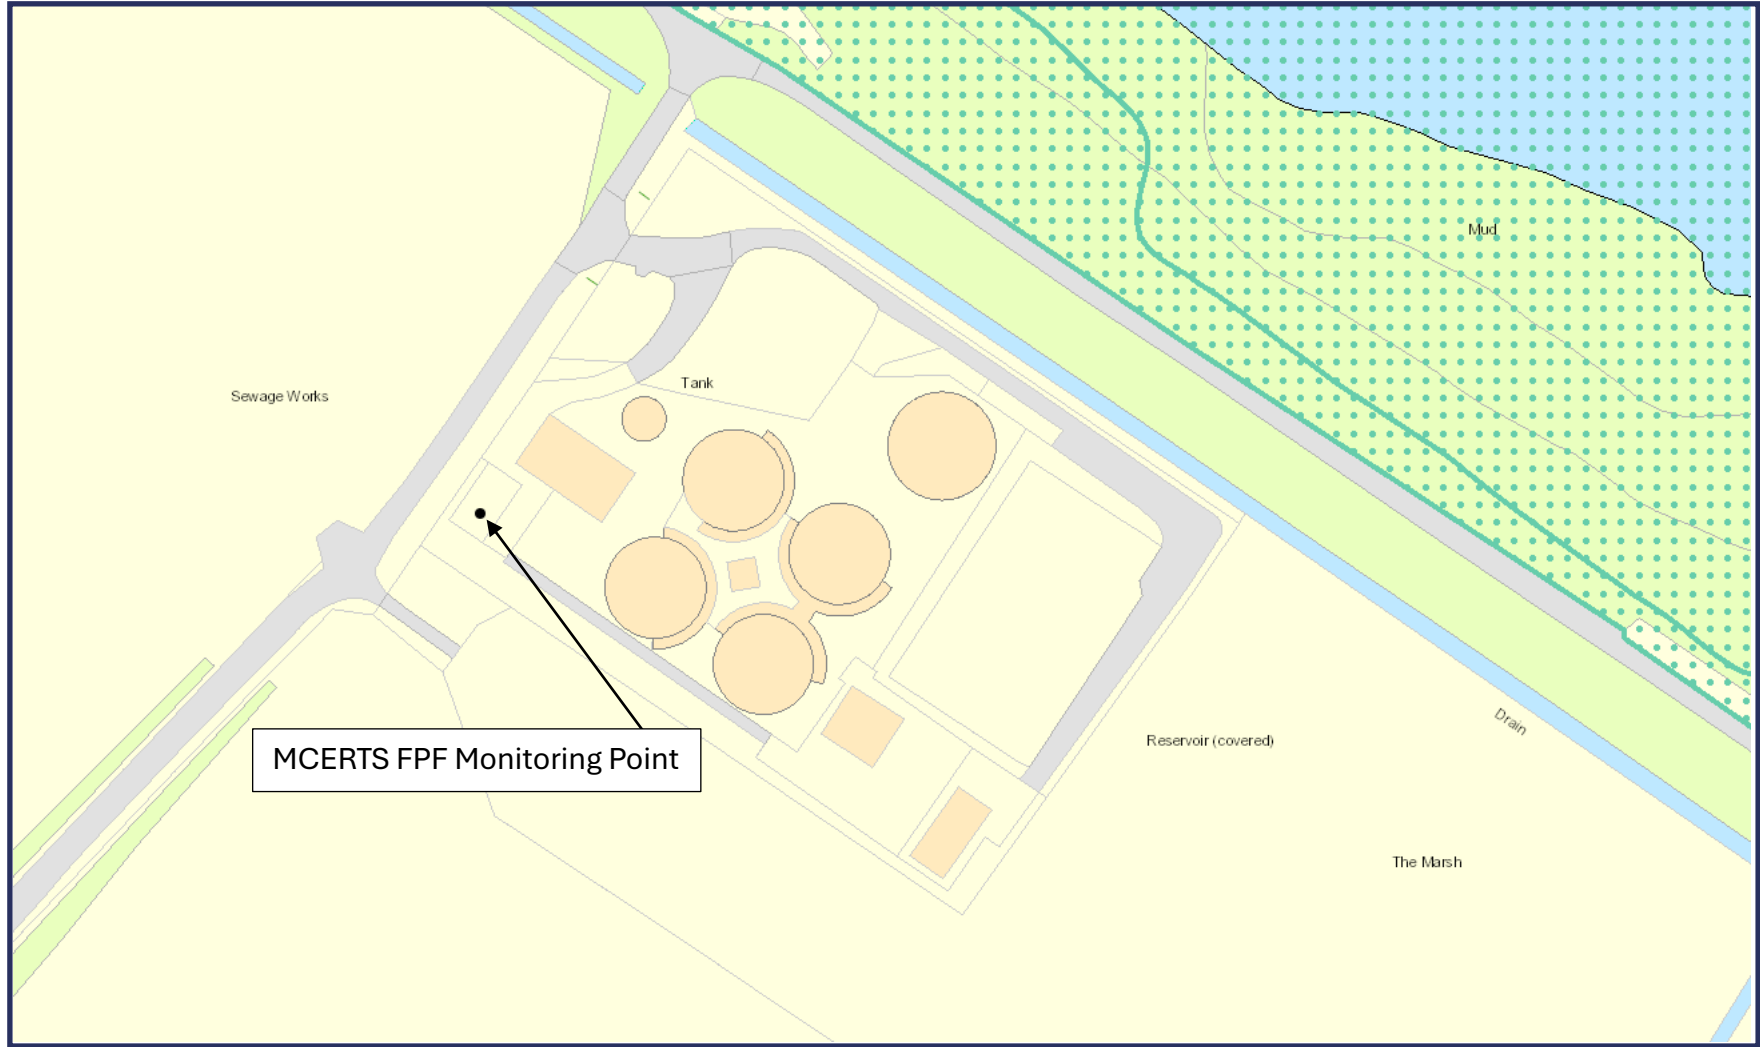 Mud
Tank
Sewage Works
Drain
Reservoir (covered)
MCERTS FPF Monitoring Point
The Marsh